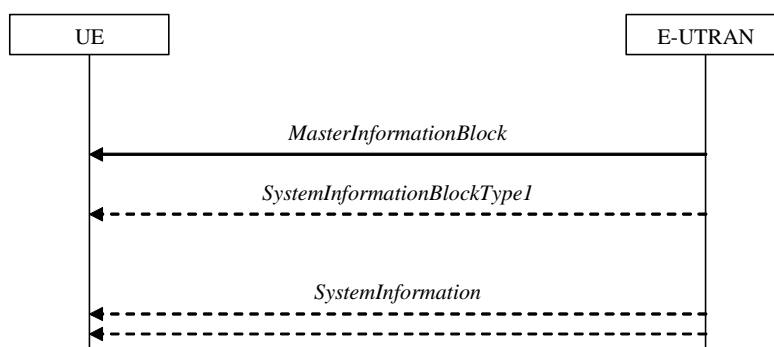 UE
E-UTRAN
MasterInformationBlock
SystemInformationBlockType1
SystemInformation